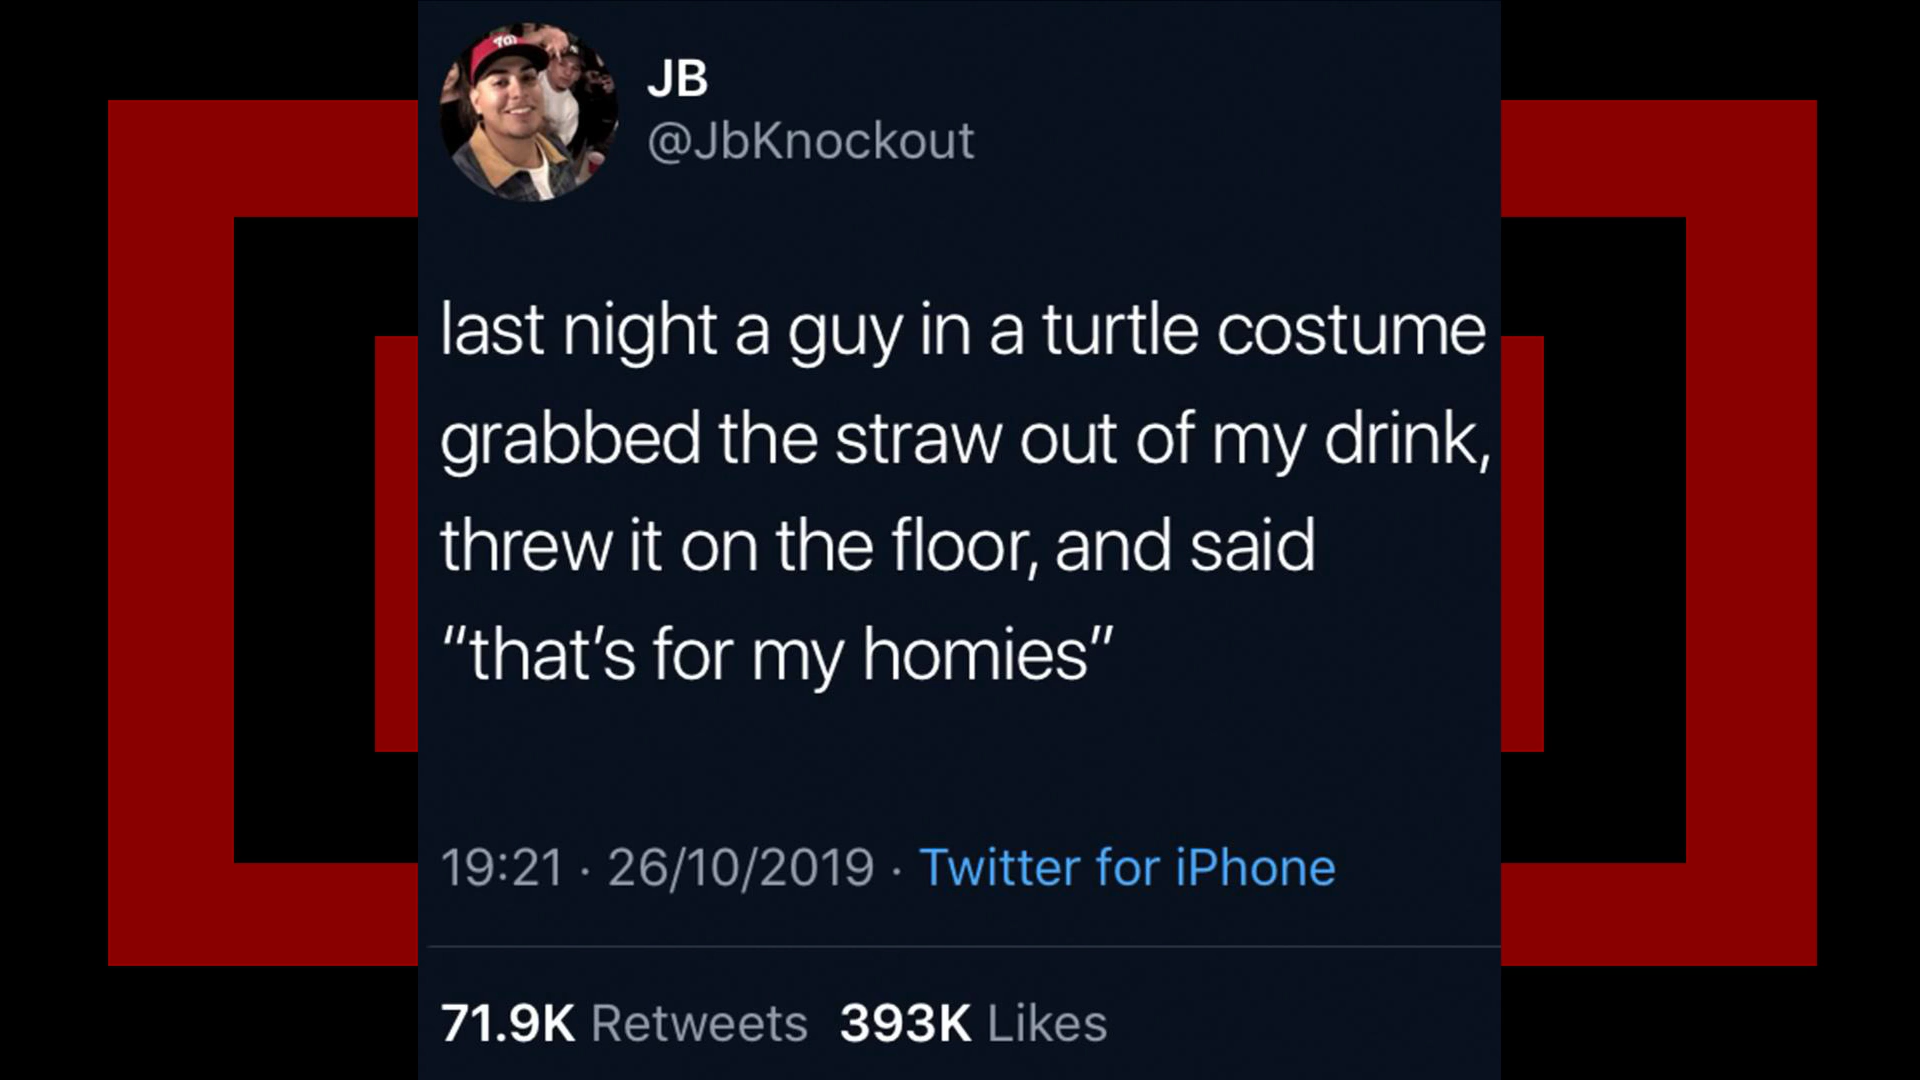 JB
@JbKnockout
last night a guy in a turtle costume
grabbed the straw out of my drink,
threw it on the floor, and said
“that’s for my homies”
19:21 · 26/10/2019 · Twitter for iPhone
71.9K Retweets 393K Likes